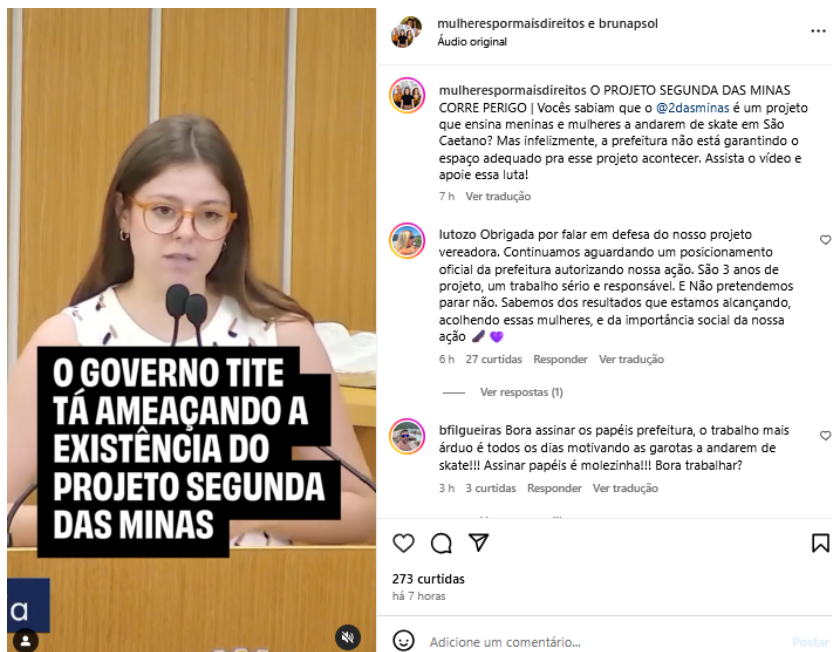 O GOVERNO TITE
TÁ AMEAÇANDO A
EXISTÊNCIA DO
PROJETO SEGUNDA
DAS MINAS
a
mulherespormaisdireitos e brunapsol
Áudio original
mulherespormaisdireitos O PROJETO SEGUNDA DAS MINAS
CORRE PERIGO | Vocês sabiam que o @2dasminas é um projeto
que ensina meninas e mulheres a andarem de skate em São
Caetano? Mas infelizmente, a prefeitura não está garantindo o
espaço adequado pra esse projeto acontecer. Assista o vídeo e
apoie essa luta!
7 h Ver tradução
lutozo Obrigada por falar em defesa do nosso projeto
vereadora. Continuamos aguardando um posicionamento
oficial da prefeitura autorizando nossa ação. São 3 anos de
projeto, um trabalho sério e responsável. E Não pretendemos
parar não. Sabemos dos resultados que estamos alcançando,
acolhendo essas mulheres, e da importância social da nossa
ação 🛹 💜
6 h 27 curtidas Responder Ver tradução
Ver respostas (1)
bfilgueiras Bora assinar os papéis prefeitura, o trabalho mais
árduo é todos os dias motivando as garotas a andarem de
skate!!! Assinar papéis é molezinha!!! Bora trabalhar?
3 h 3 curtidas Responder Ver tradução
273 curtidas
há 7 horas
Adicione um comentário...
Postar